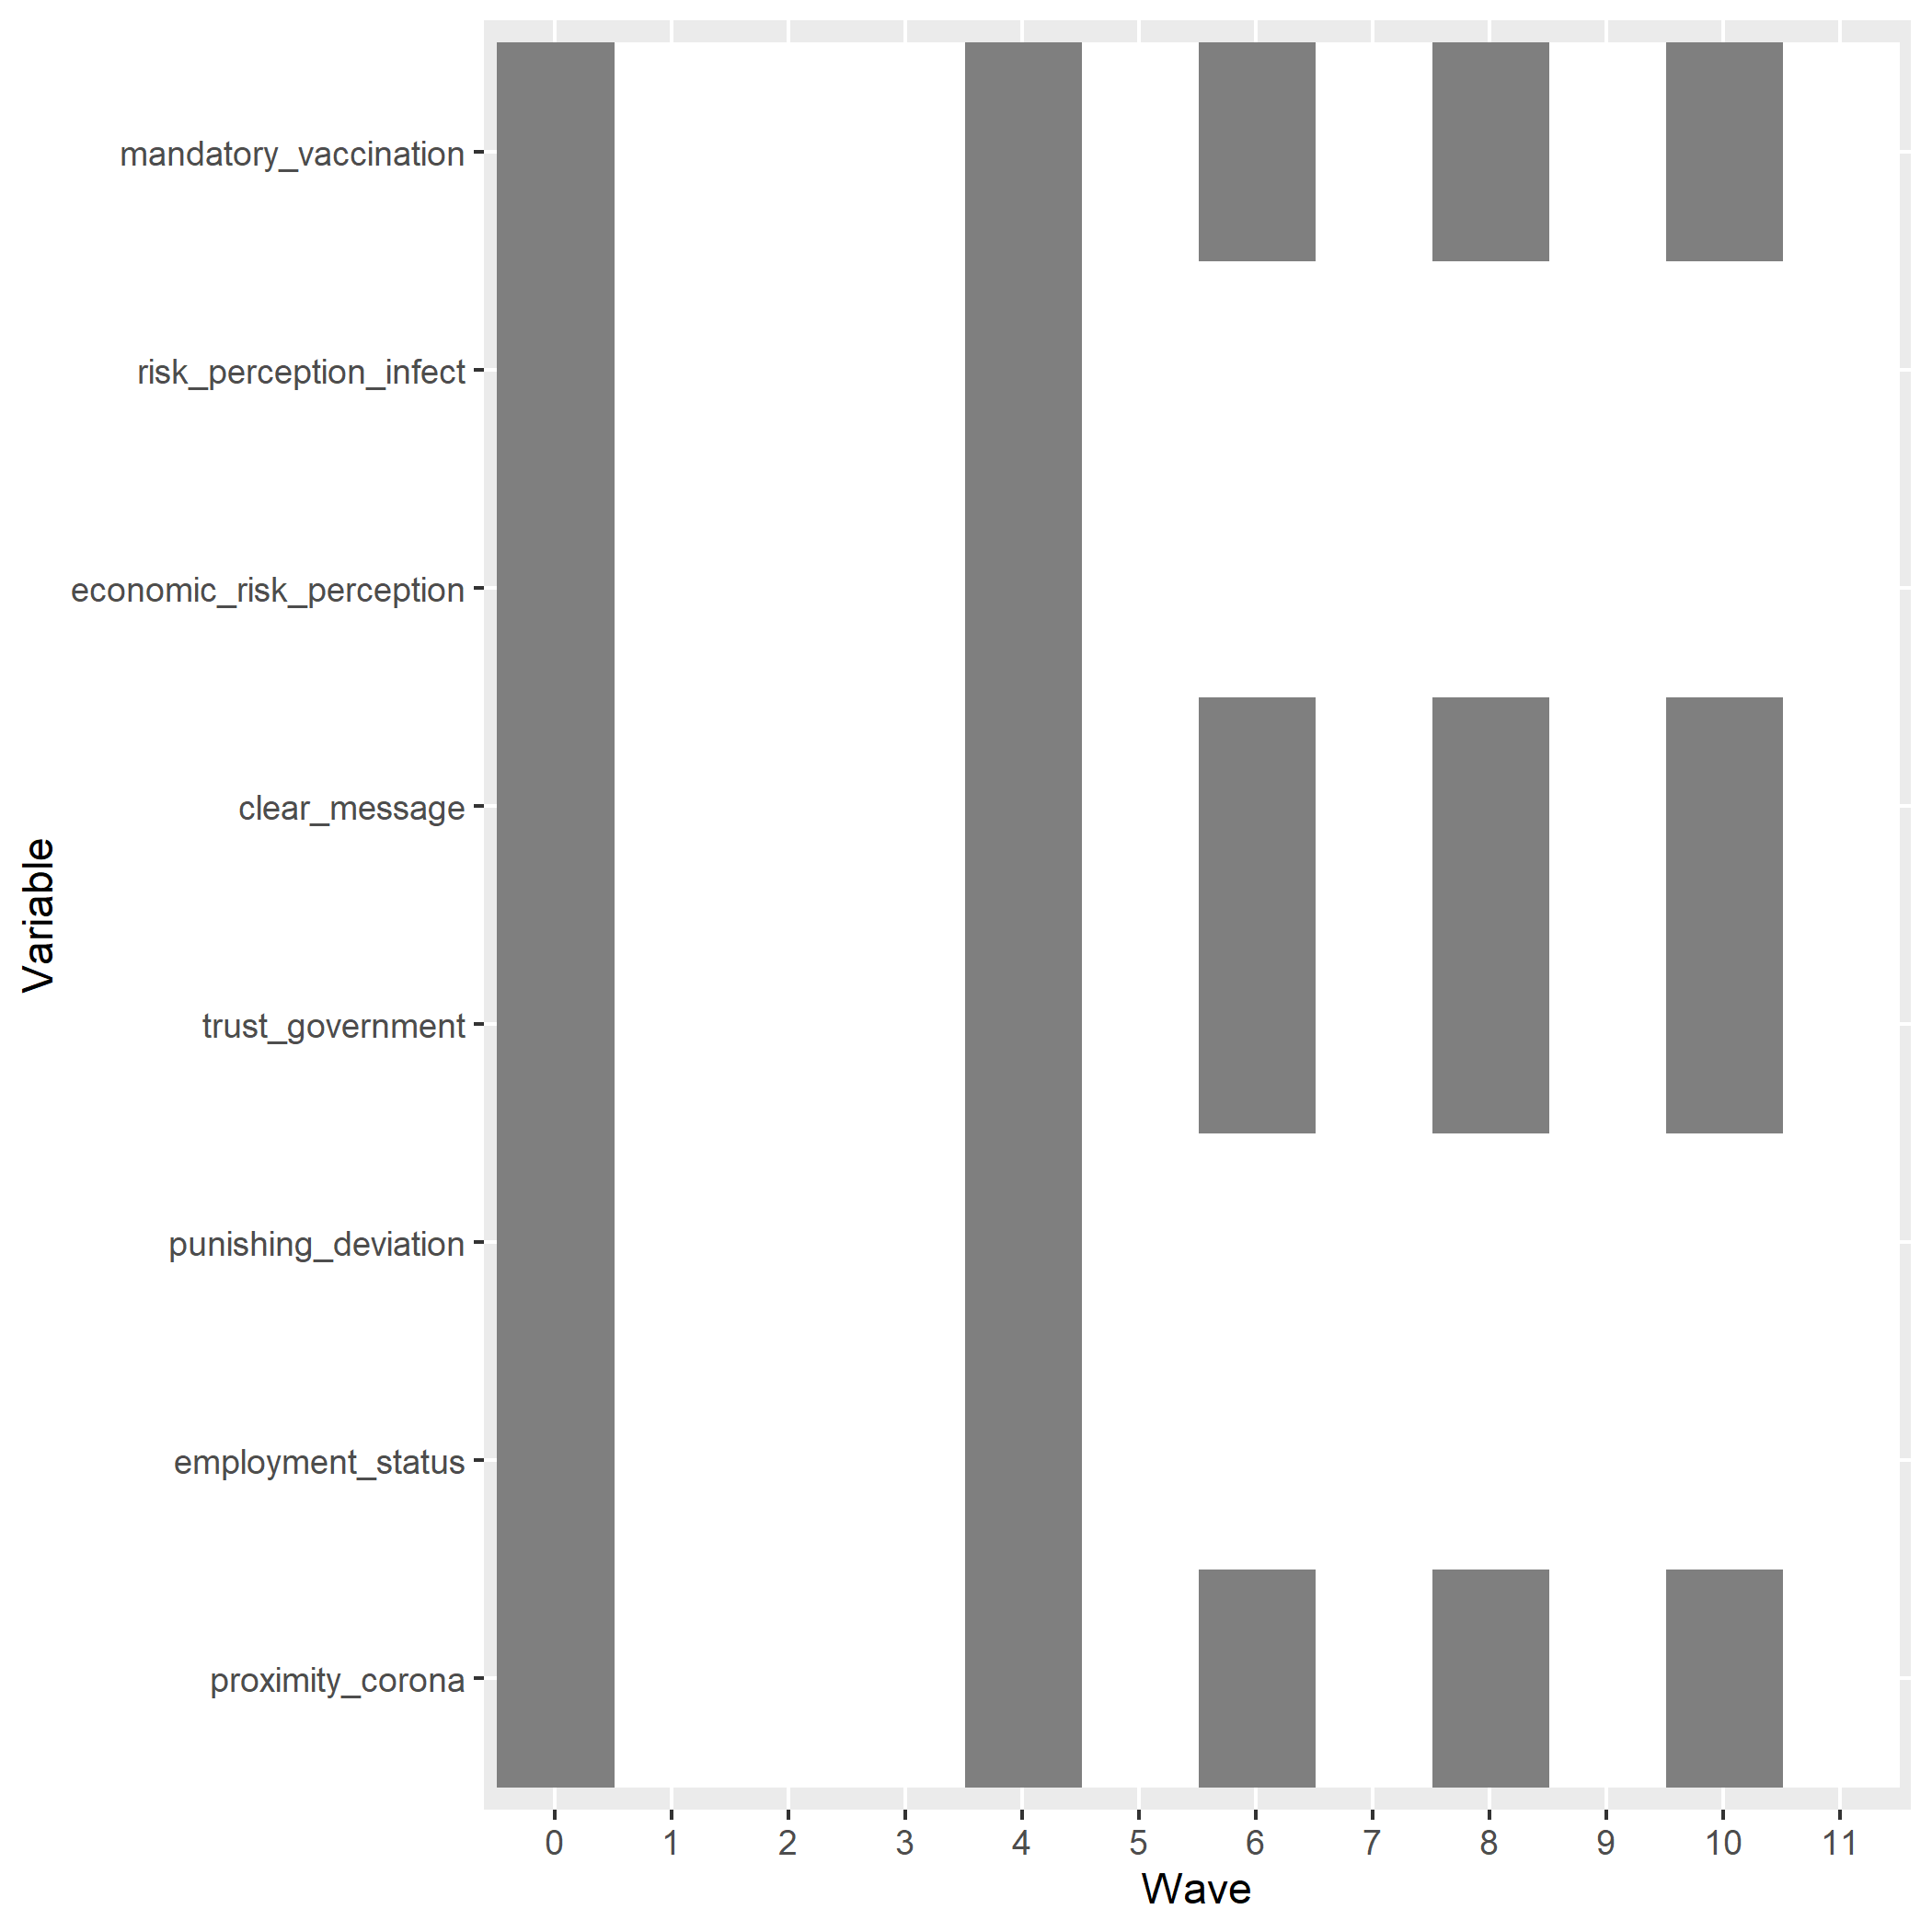 mandatory_vaccination
risk_perception_infect
economic_risk_perception
clear_message
trust_government
punishing_deviation
employment_status
proximity_corona
Variable
0 1 2 3 4 5 6 7 8 9 10 11
Wave